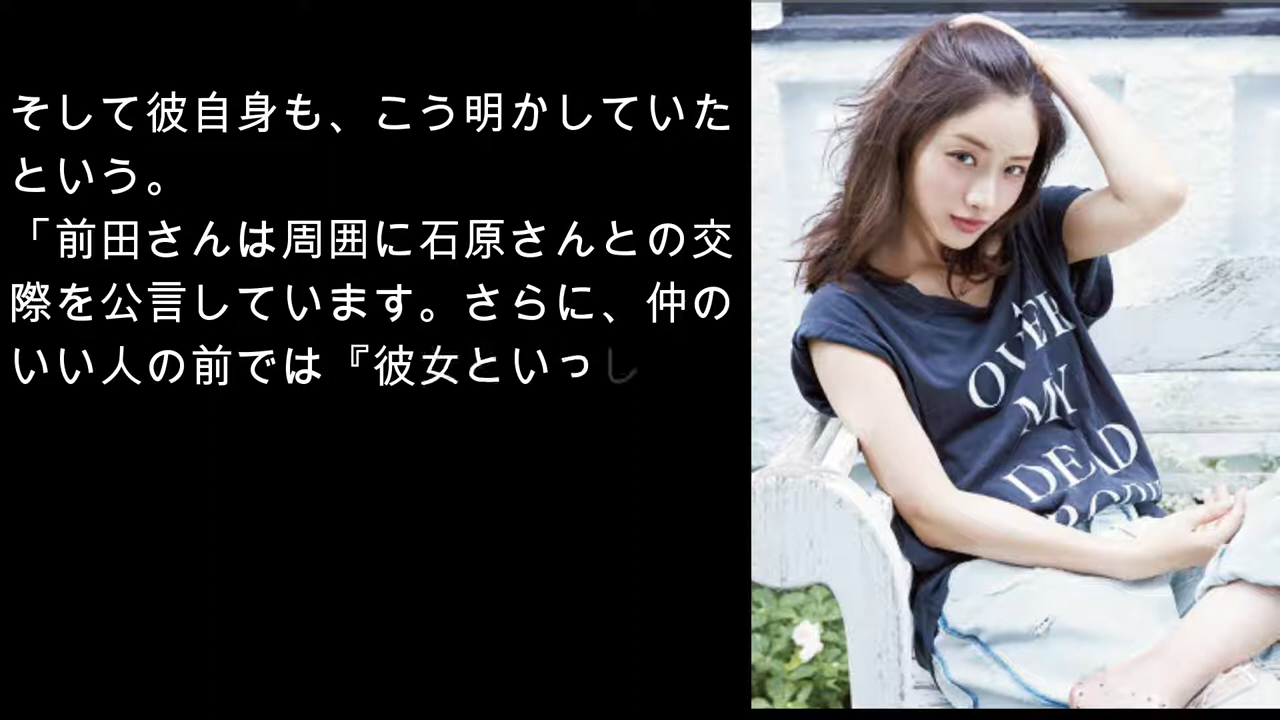 そして彼自身も、こう明かしていた
という。
「前田さんは周囲に石原さんとの交
際を公言しています。さらに、仲の
いい人の前では『彼女といっし
OVER
MY
DEAD
BODY